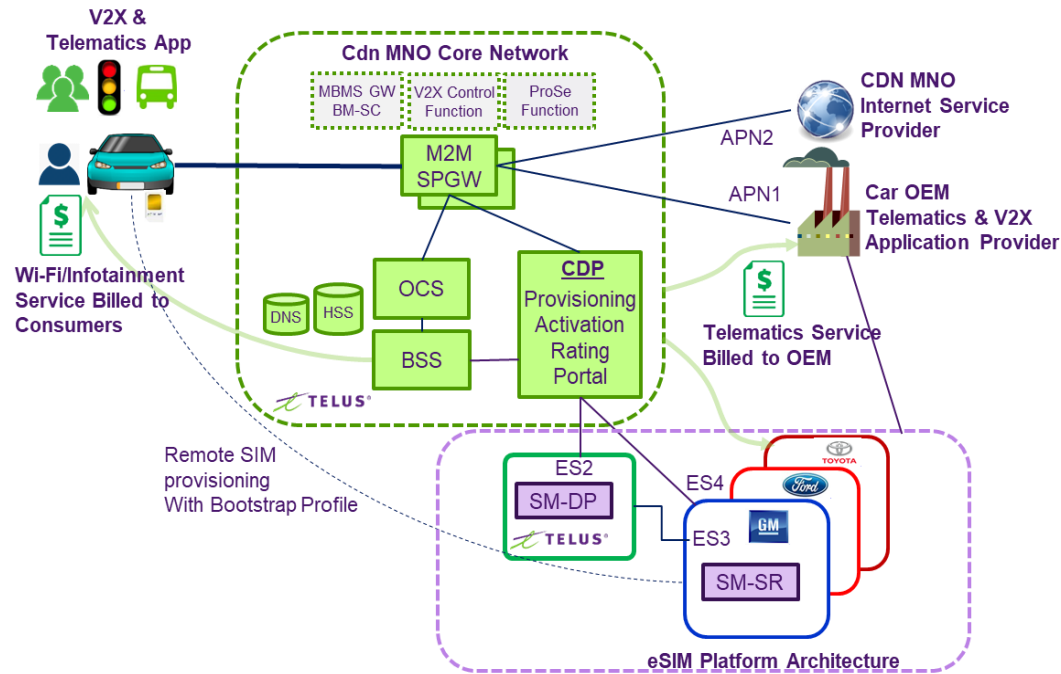 V2X &
Telematics App
Cdn MNO Core Network
MBMS GW
BM-SC
V2X Control
Function
ProSe
Function
CDN MNO
Internet Service
Provider
APN2
M2M
SPGW
APN1
Car OEM
Telematics & V2X
Application Provider
$
Wi-Fi/Infotainment
Service Billed to
Consumers
DNS
HSS
OCS
BSS
CDP
Provisioning
Activation
Rating
Portal
$
Telematics Service
Billed to OEM
TELUS®
Remote SIM
provisioning
With Bootstrap Profile
ES2
SM-DP
TELUS®
ES4
ES3
TOYOTA
Ford
GM
SM-SR
eSIM Platform Architecture